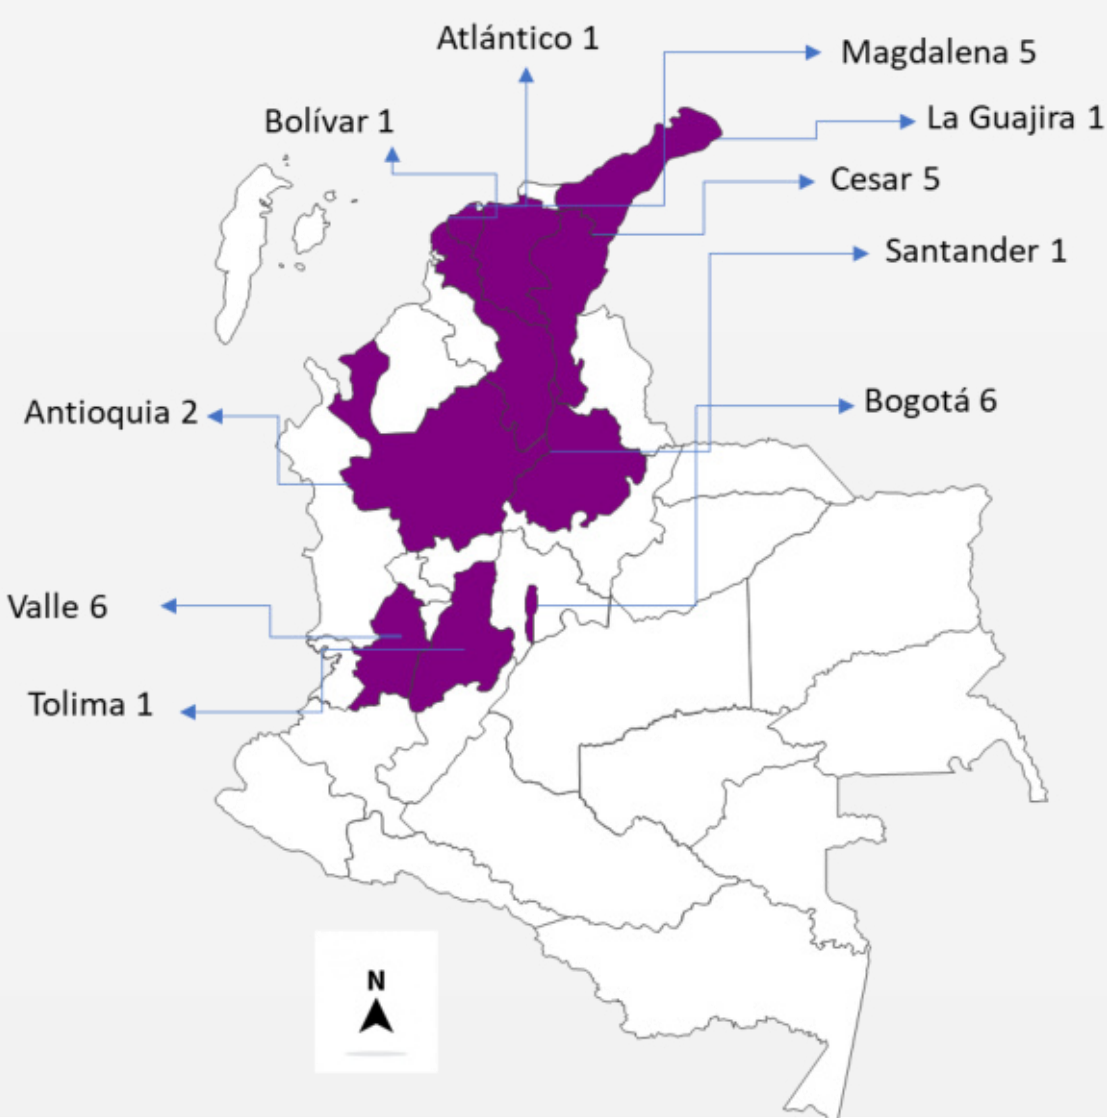 Atlántico 1
Magdalena 5
Bolívar 1
La Guajira 1
Cesar 5
Santander 1
Antioquia 2
Bogotá 6
Valle 6
Tolima 1
N